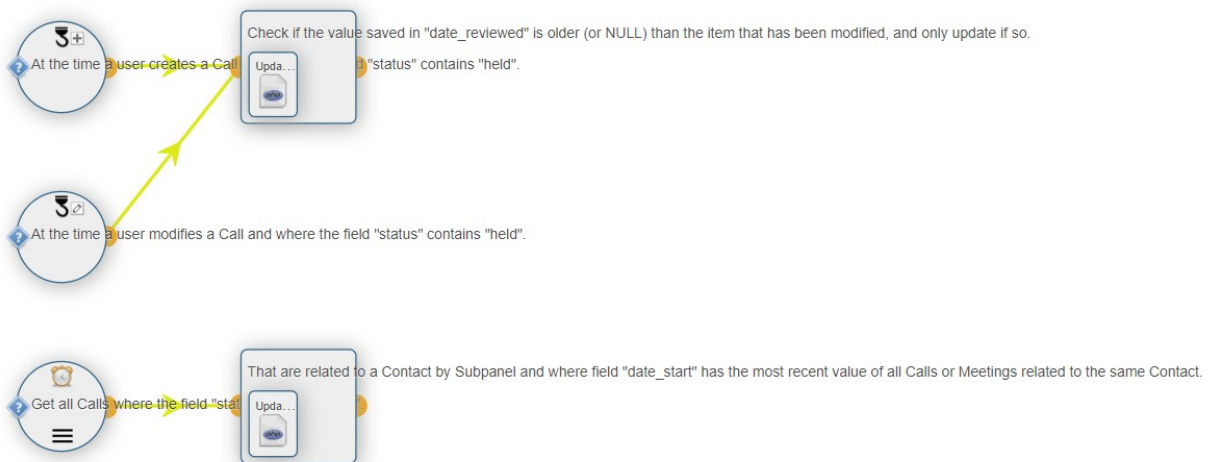 Check if the value saved in "date_reviewed" is older (or NULL) than the item that has been modified, and only update if so.
At the time a user creates a Call "status" contains "held".
Upda...
At the time a user modifies a Call and where the field "status" contains "held".
That are related to a Contact by Subpanel and where field "date_start" has the most recent value of all Calls or Meetings related to the same Contact.
Get all Calls where the field "stat
Upda...